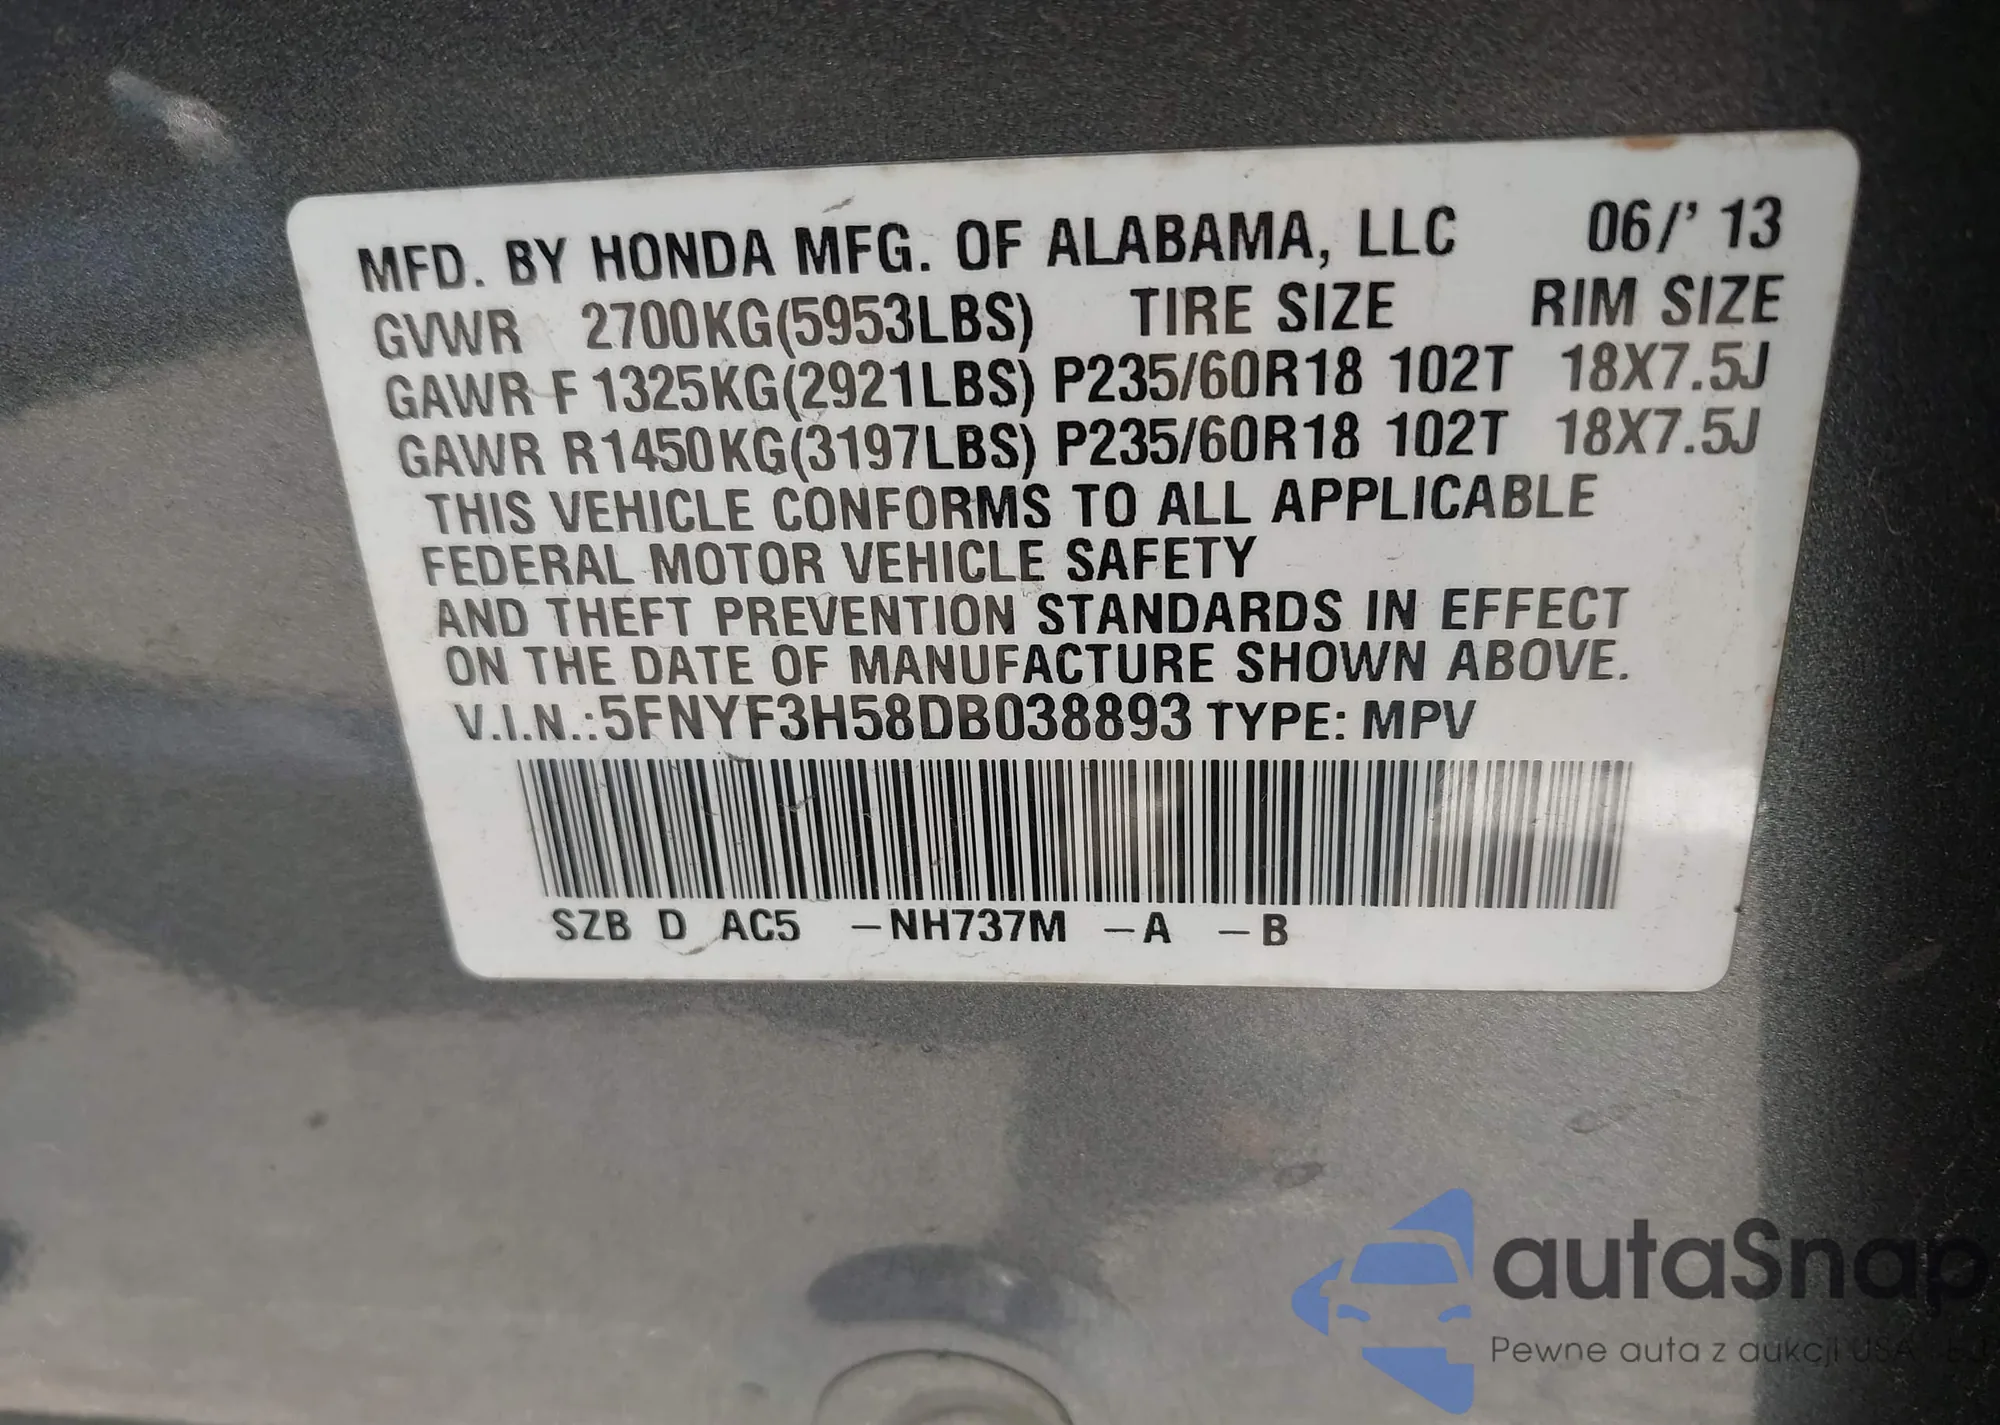 MFD. BY HONDA MFG. OF ALABAMA, LLC 06/' 13
GVWR 2700KG(5953LBS) TIRE SIZE RIM SIZE
GAWR F 1325KG(2921LBS) P235/60R18 102T 18X7.5J
GAWR R1450KG(3197LBS) P235/60R18 102T 18X7.5J
THIS VEHICLE CONFORMS TO ALL APPLICABLE
FEDERAL MOTOR VEHICLE SAFETY
AND THEFT PREVENTION STANDARDS IN EFFECT
ON THE DATE OF MANUFACTURE SHOWN ABOVE.
V.I.N.:5FNYF3H58DB038893 TYPE: MPV
SZB D AC5 –NH737M –A –B
autaSnap
Pewne auta z aukcji USA